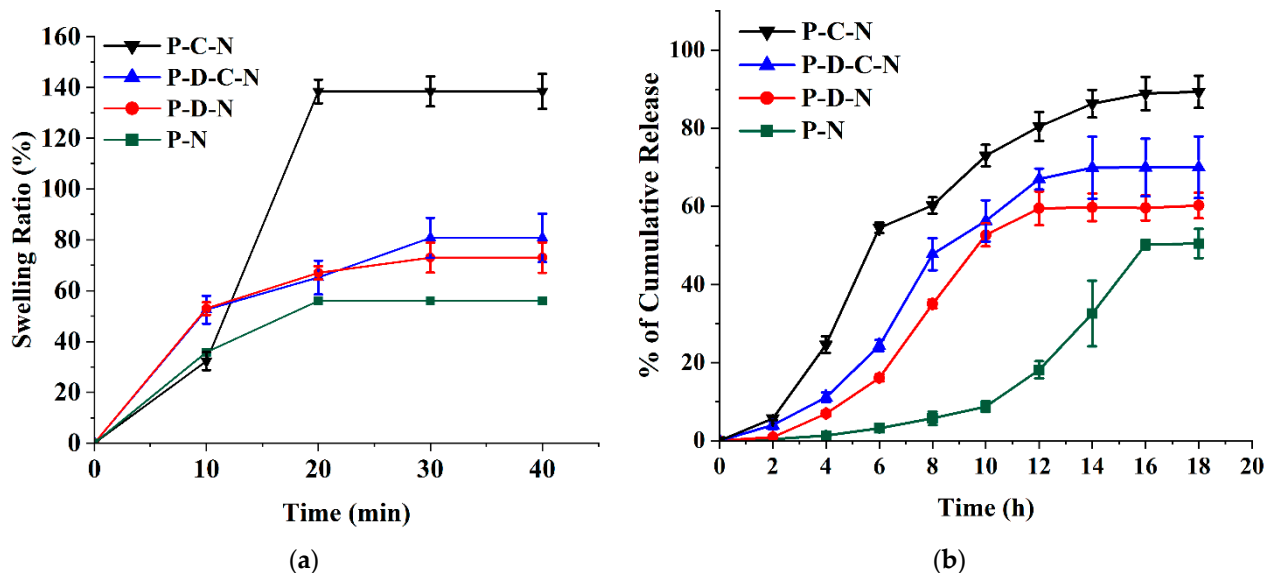 160
140
120
100
80
60
40
20
0
Swelling Ratio (%)
P-C-N
P-D-C-N
P-D-N
P-N
0 10 20 30 40
Time (min)
(a)
100
80
60
40
20
0
% of Cumulative Release
P-C-N
P-D-C-N
P-D-N
P-N
0 2 4 6 8 10 12 14 16 18 20
Time (h)
(b)